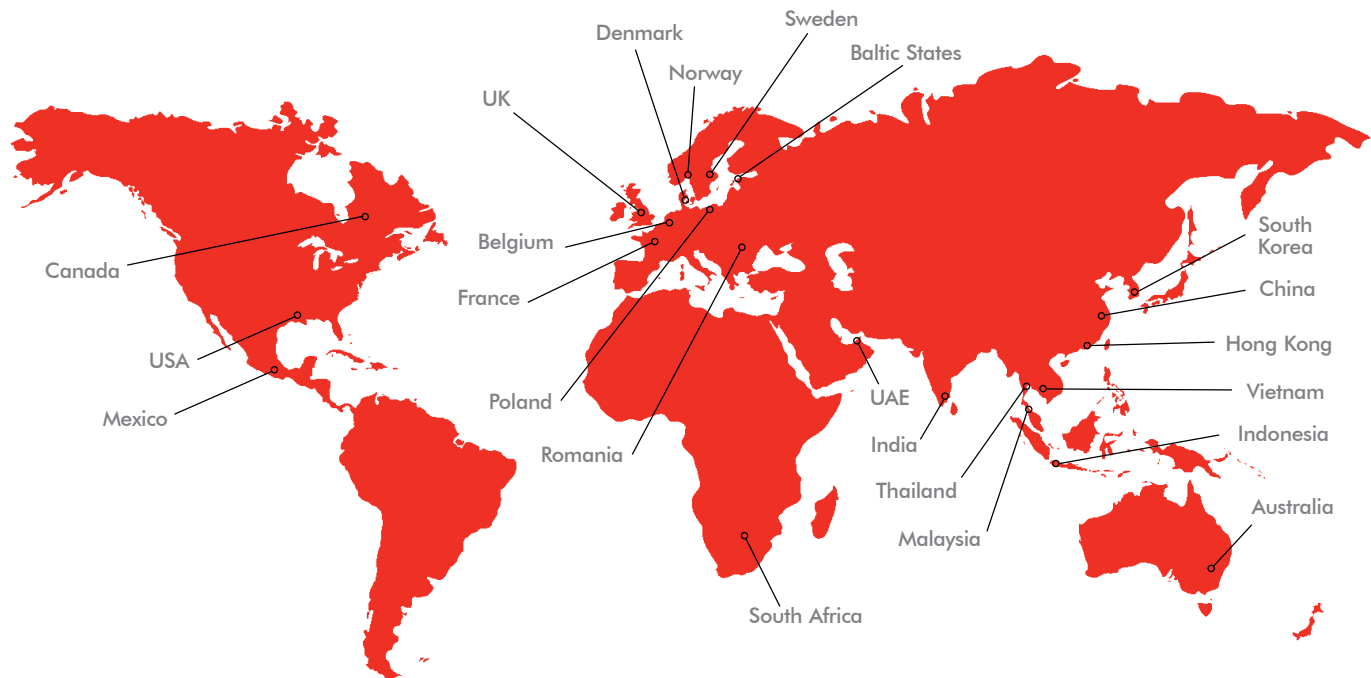 Sweden
Denmark
Baltic States
Norway
UK
South
Korea
Belgium
Canada
China
France
Hong Kong
USA
Vietnam
UAE
Poland
Mexico
Indonesia
India
Romania
Thailand
Australia
Malaysia
South Africa